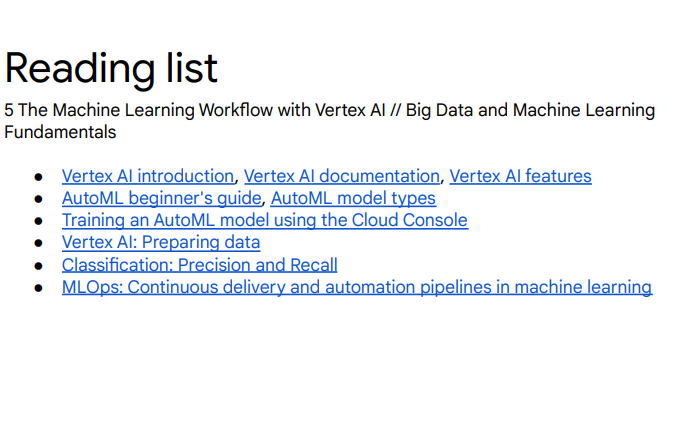 Reading list
5 The Machine Learning Workflow with Vertex AI // Big Data and Machine Learning
Fundamentals
● Vertex AI introduction, Vertex AI documentation, Vertex AI features
● AutoML beginner's guide, AutoML model types
● Training an AutoML model using the Cloud Console
● Vertex AI: Preparing data
● Classification: Precision and Recall
● MLOps: Continuous delivery and automation pipelines in machine learning